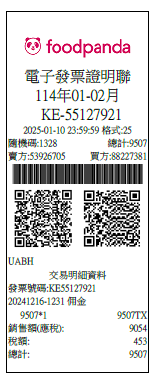 foodpanda
電子發票證明聯
114年01-02月
KE-55127921
2025-01-10 23:59:59 格式:25
隨機碼:1328 總計:9507
賣方:53926705 買方:88227381
UABH
交易明細資料
發票號碼:KE55127921
20241216-1231 佣金
9507*1 9507TX
銷售額(應稅): 9054
稅額: 453
總計: 9507